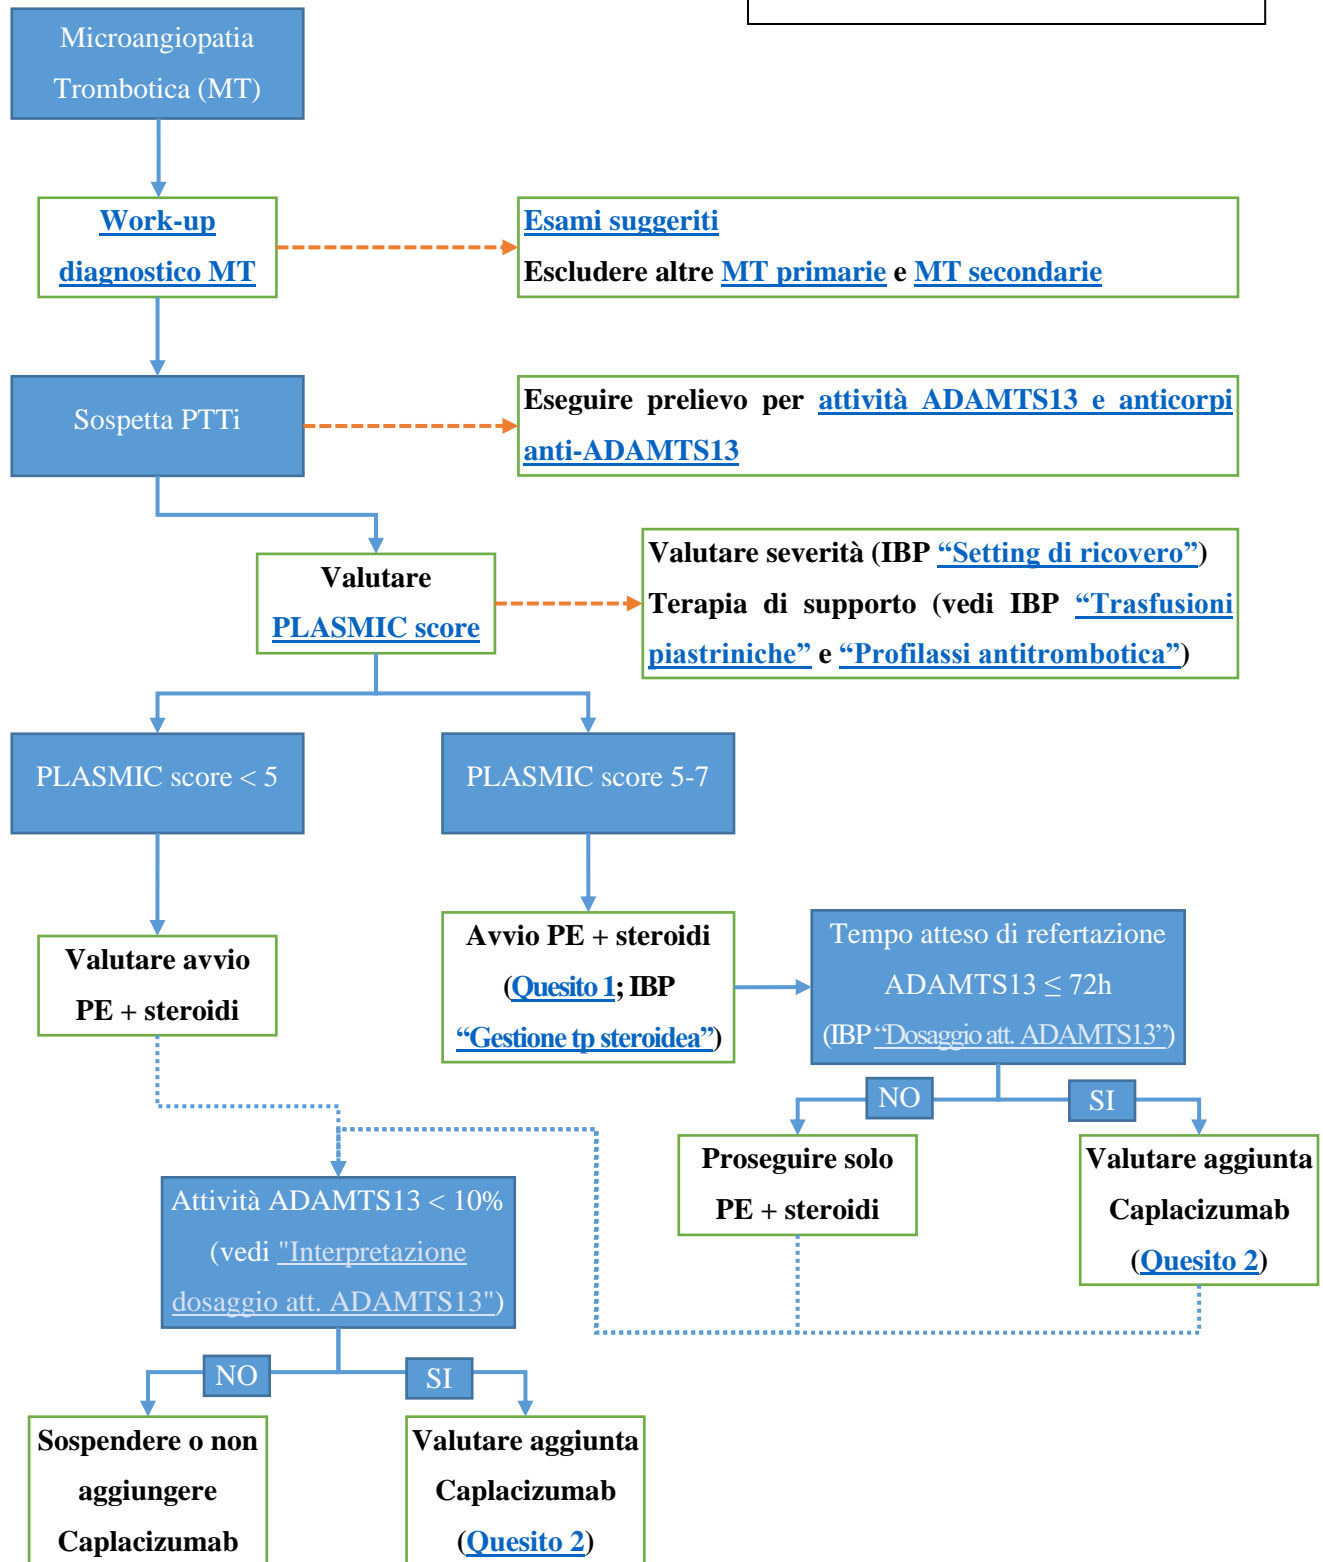 Microangiopatia
Trombotica (MT)
Work-up
diagnostico MT
Esami suggeriti
Escludere altre MT primarie e MT secondarie
Sospetta PTTi
Eseguire prelievo per attività ADAMTS13 e anticorpi
anti-ADAMTS13
Valutare
PLASMIC score
Valutare severità (IBP “Setting di ricovero”)
Terapia di supporto (vedi IBP “Trasfusioni
piastriniche” e “Profilassi antitrombotica”)
PLASMIC score < 5
PLASMIC score 5-7
Valutare avvio
PE + steroidi
Avvio PE + steroidi
(Quesito 1; IBP
“Gestione tp steroidea”)
Tempo atteso di refertazione
ADAMTS13 ≤ 72h
(IBP “Dosaggio att. ADAMTS13”)
NO
SI
Proseguire solo
PE + steroidi
Valutare aggiunta
Caplacizumab
(Quesito 2)
Attività ADAMTS13 < 10%
(vedi "Interpretazione
dosaggio att. ADAMTS13")
NO
SI
Sospendere o non
aggiungere
Caplacizumab
Valutare aggiunta
Caplacizumab
(Quesito 2)